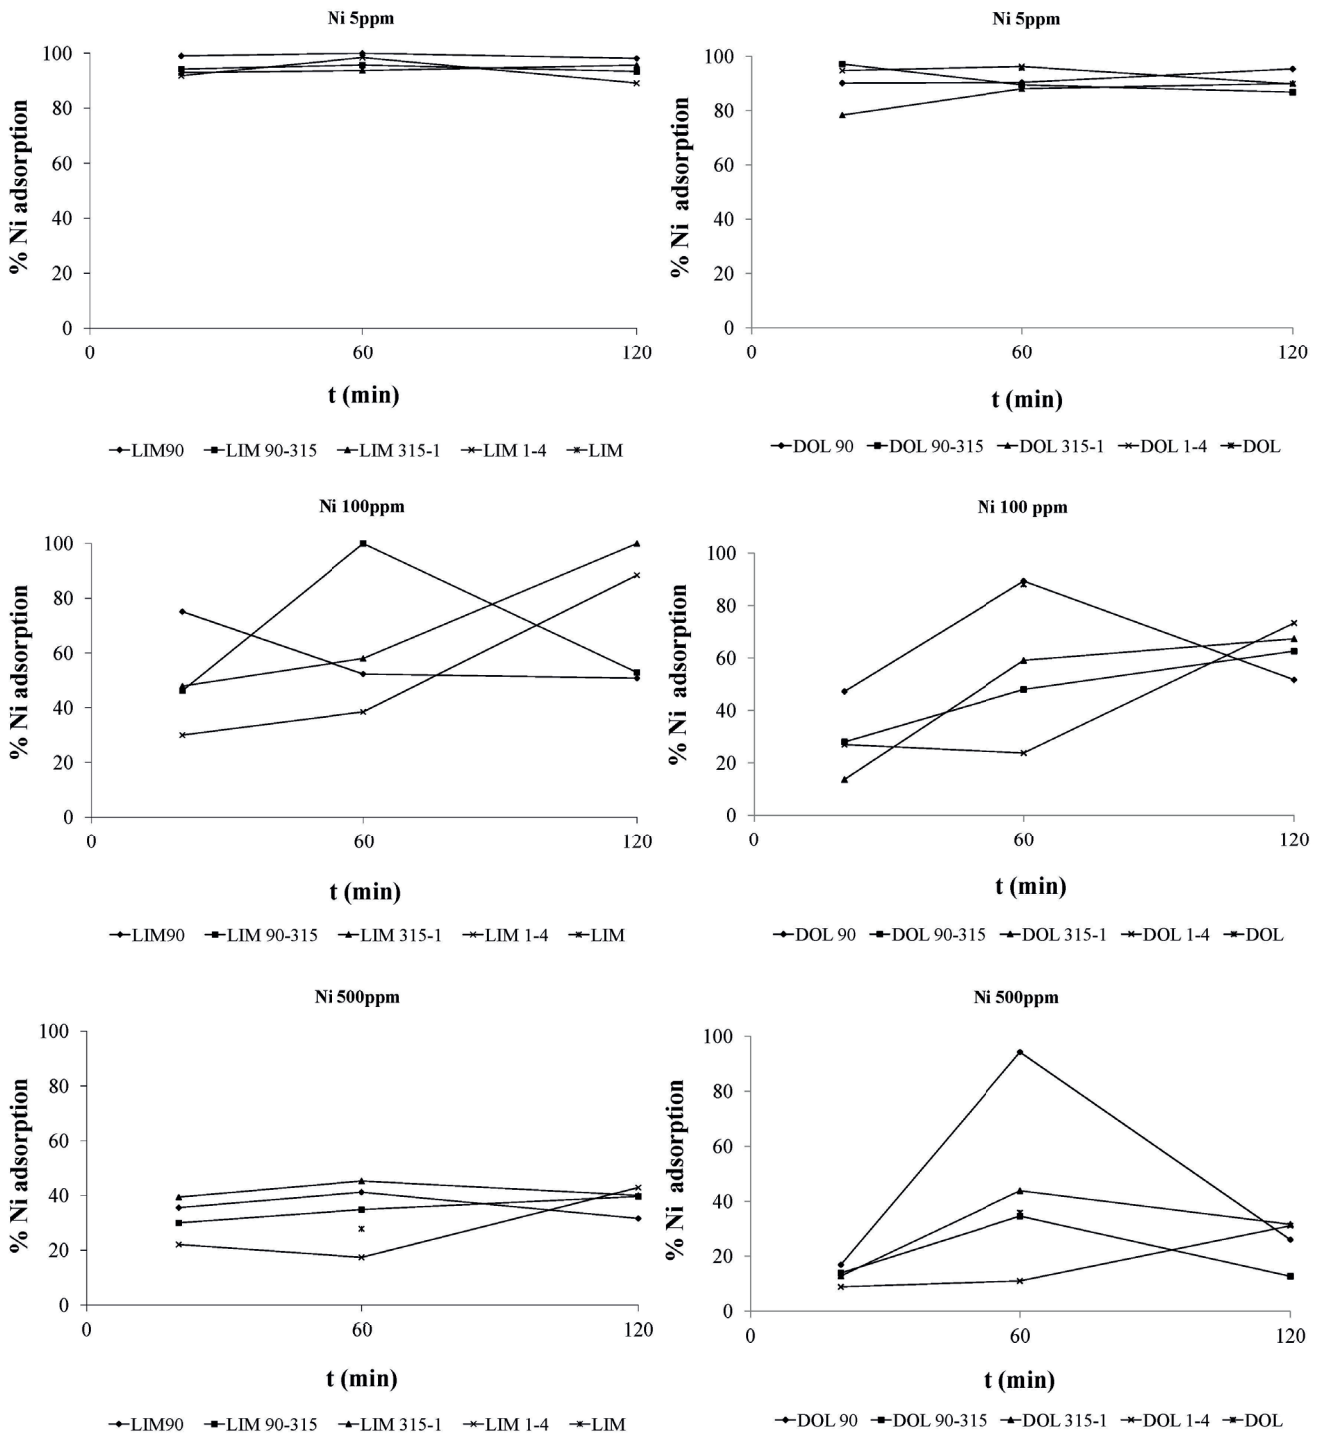 Ni 5ppm
100
80
60
40
20
0
% Ni adsorption
0 60 120
t (min)
LIM90 LIM 90-315 LIM 315-1 LIM 1-4 LIM
Ni 5ppm
100
80
60
40
20
0
% Ni adsorption
0 60 120
t (min)
DOL 90 DOL 90-315 DOL 315-1 DOL 1-4 DOL
Ni 100ppm
100
80
60
40
20
0
% Ni adsorption
0 60 120
t (min)
LIM90 LIM 90-315 LIM 315-1 LIM 1-4 LIM
Ni 100 ppm
100
80
60
40
20
0
% Ni adsorption
0 60 120
t (min)
DOL 90 DOL 90-315 DOL 315-1 DOL 1-4 DOL
Ni 500ppm
100
80
60
40
20
0
% Ni adsorption
0 60 120
t (min)
LIM90 LIM 90-315 LIM 315-1 LIM 1-4 LIM
Ni 500ppm
100
80
60
40
20
0
% Ni adsorption
0 60 120
t (min)
DOL 90 DOL 90-315 DOL 315-1 DOL 1-4 DOL